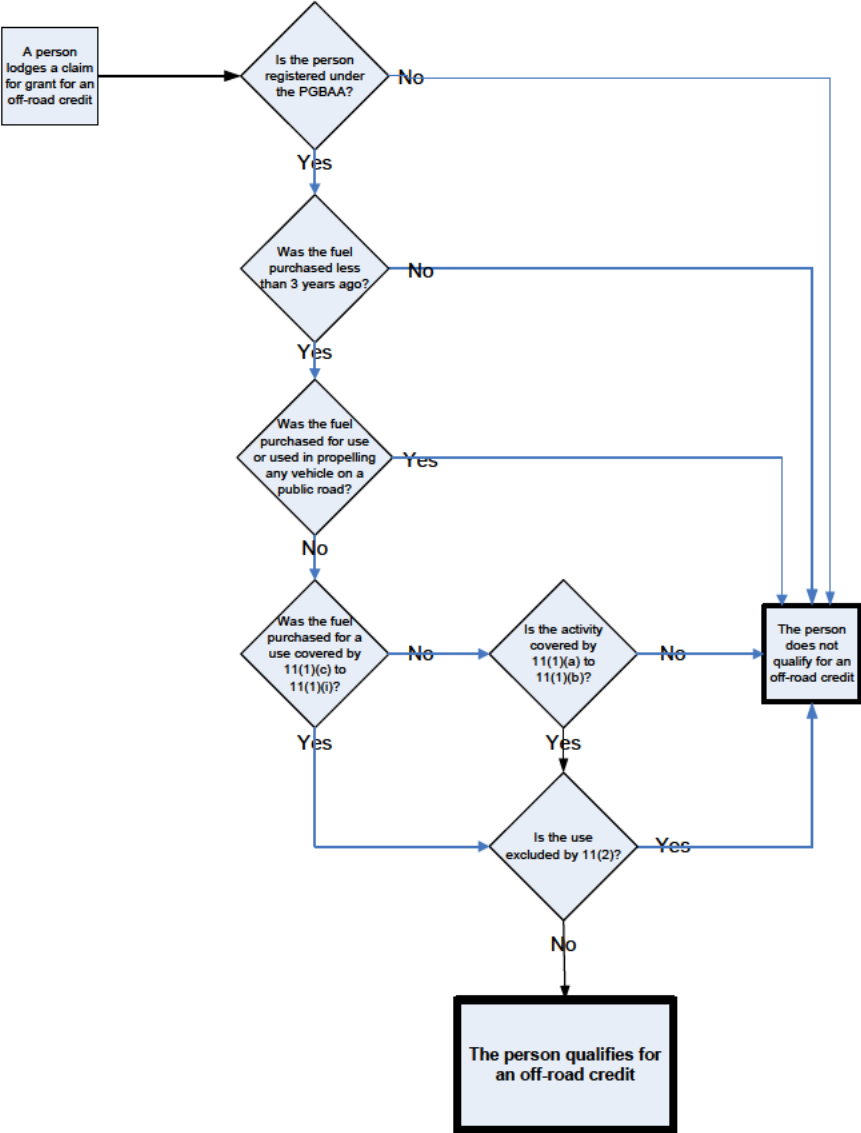 A person
lodges a claim
for grant for an
off-road credit
Is the person
registered under
the PGBAA?
No
Yes
Was the fuel
purchased less
than 3 years ago?
No
Yes
Was the fuel
purchased for use
or used in propelling
any vehicle on a
public road?
Yes
No
Was the fuel
purchased for a
use covered by
11(1)(c) to
11(1)(i)?
No
Is the activity
covered by
11(1)(a) to
11(1)(b)?
No
The person
does not
qualify for an
off-road credit
Yes
Yes
Is the use
excluded by 11(2)?
Yes
No
The person qualifies for
an off-road credit